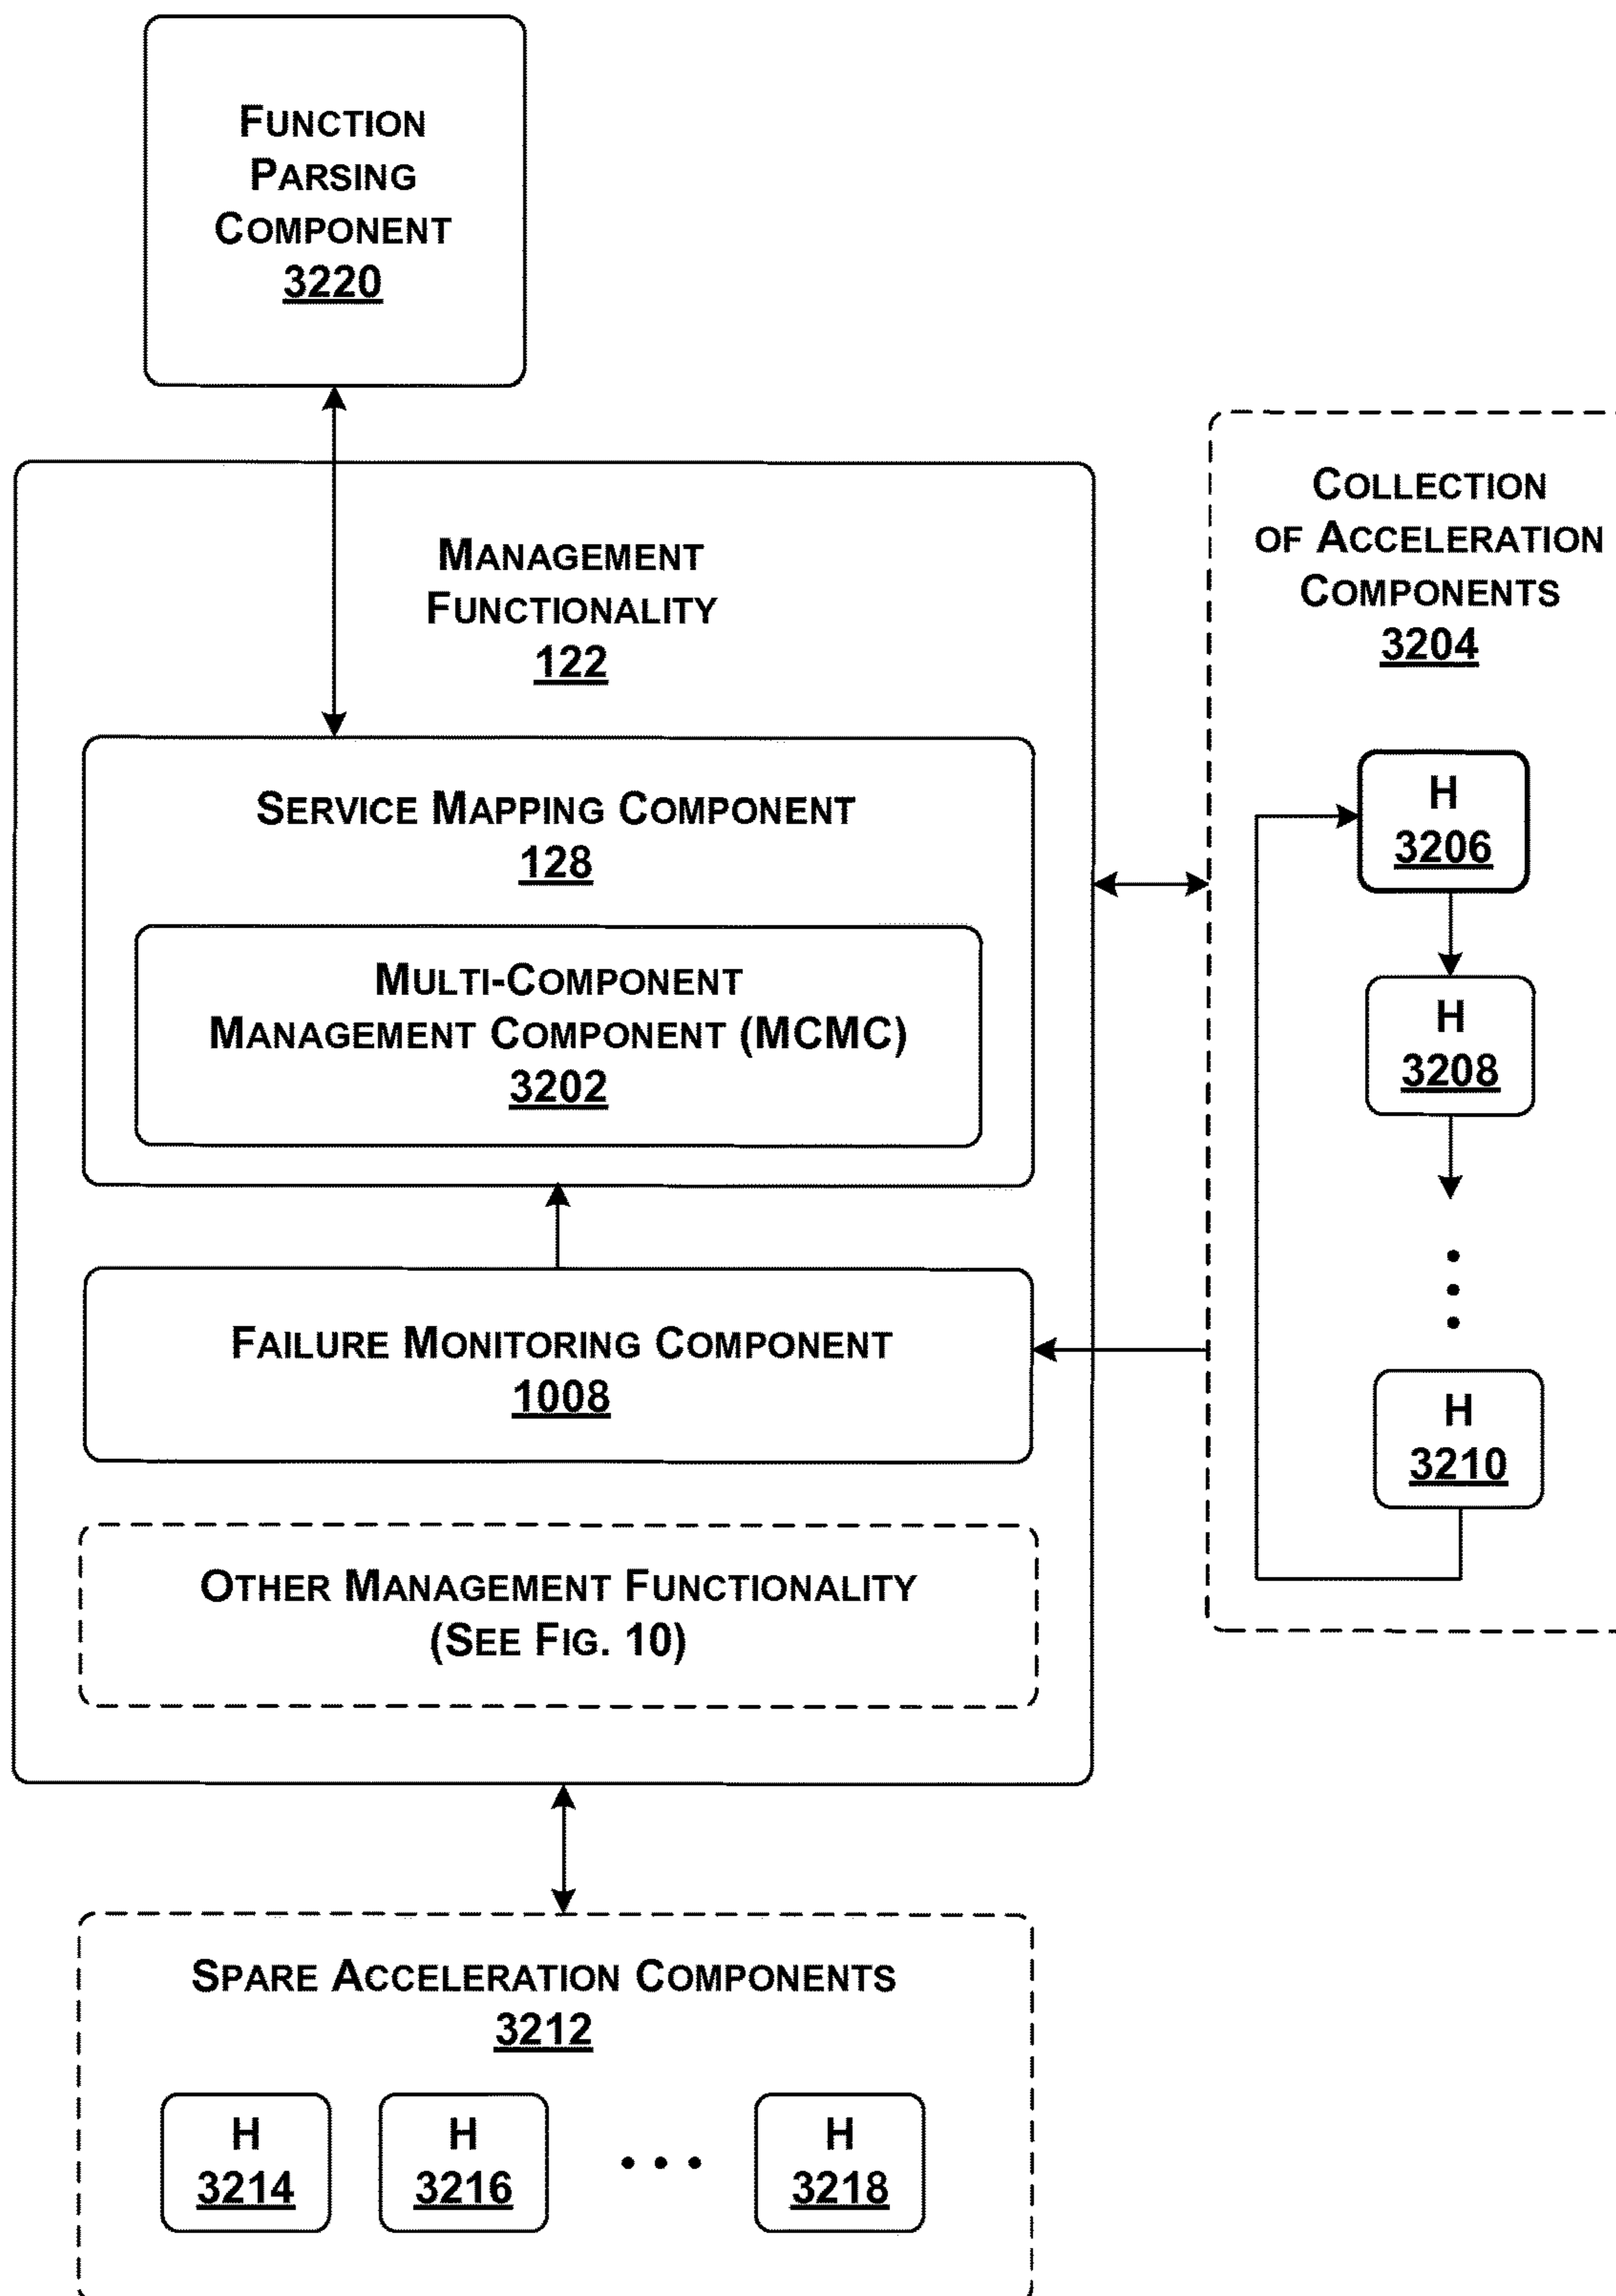 FUNCTION
PARSING
COMPONENT
3220
MANAGEMENT
FUNCTIONALITY
122
SERVICE MAPPING COMPONENT
128
MULTI-COMPONENT
MANAGEMENT COMPONENT (MCMC)
3202
FAILURE MONITORING COMPONENT
1008
OTHER MANAGEMENT FUNCTIONALITY
(SEE FIG. 10)
COLLECTION
OF ACCELERATION
COMPONENTS
3204
H
3206
H
3208
H
3210
SPARE ACCELERATION COMPONENTS
3212
H
3214
H
3216
H
3218